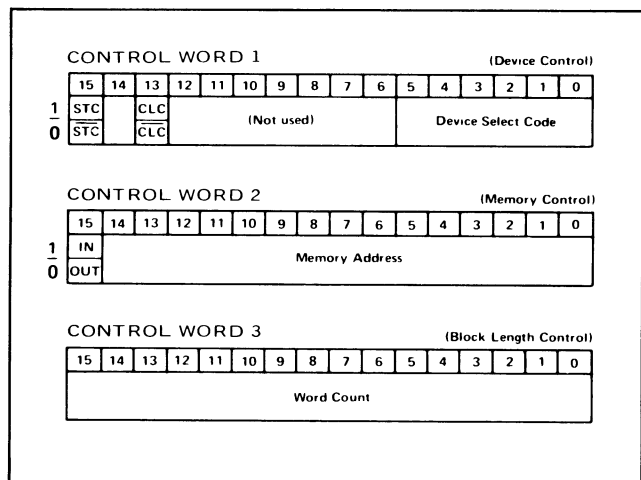 CONTROL WORD 1 (Device Control)
15 14 13 12 11 10 9 8 7 6 5 4 3 2 1 0
1 STC CLC
(Not used) Device Select Code
0 STC CLC
CONTROL WORD 2 (Memory Control)
15 14 13 12 11 10 9 8 7 6 5 4 3 2 1 0
1 IN
Memory Address
0 OUT
CONTROL WORD 3 (Block Length Control)
15 14 13 12 11 10 9 8 7 6 5 4 3 2 1 0
Word Count